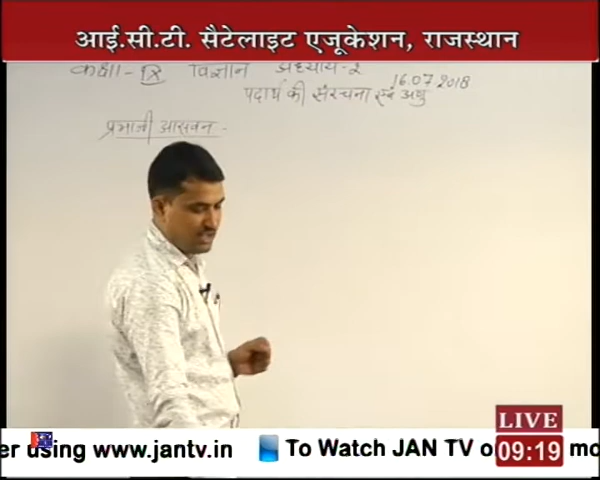 आई.सी.टी. सैटेलाइट एजूकेशन, राजस्थान
कक्षा- IX विज्ञान अध्याय-2
16.07.2018
पदार्थ की संरचना एवं अणु
प्रभाजी आसवन -
LIVE
09:19
er using www.jantv.in To Watch JAN TV o mo